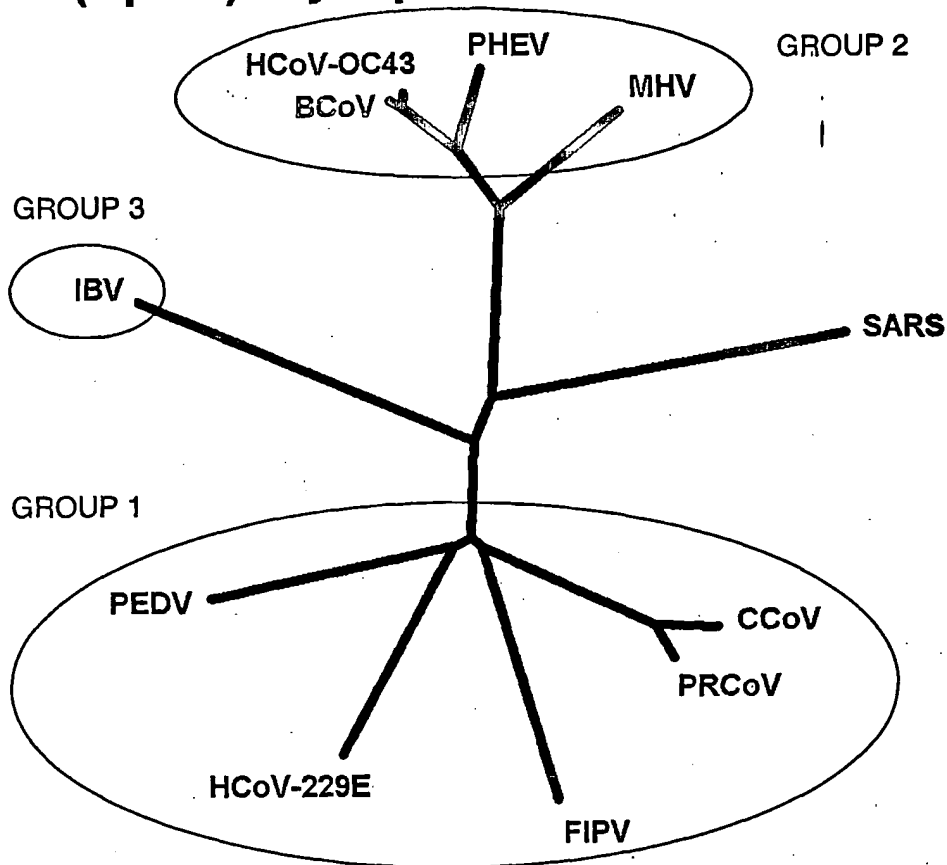 PHEV
GROUP 2
HCoV-OC43
MHV
BCoV
GROUP 3
IBV
SARS
GROUP 1
PEDV
CCoV
PRCoV
HCoV-229E
FIPV